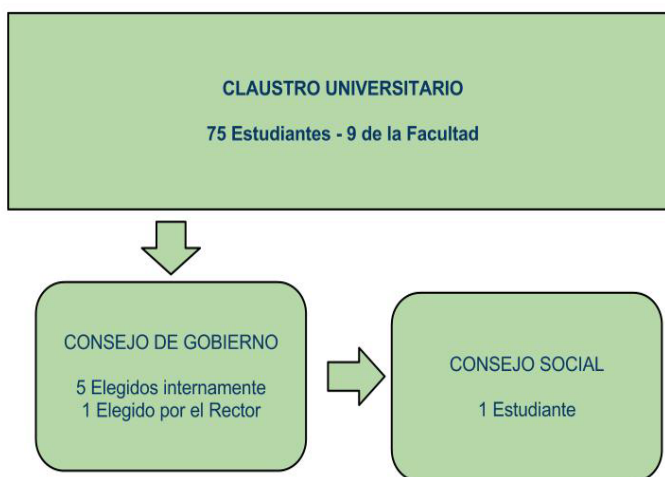 CLAUSTRO UNIVERSITARIO
75 Estudiantes - 9 de la Facultad
CONSEJO DE GOBIERNO
5 Elegidos internamente
1 Elegido por el Rector
CONSEJO SOCIAL
1 Estudiante